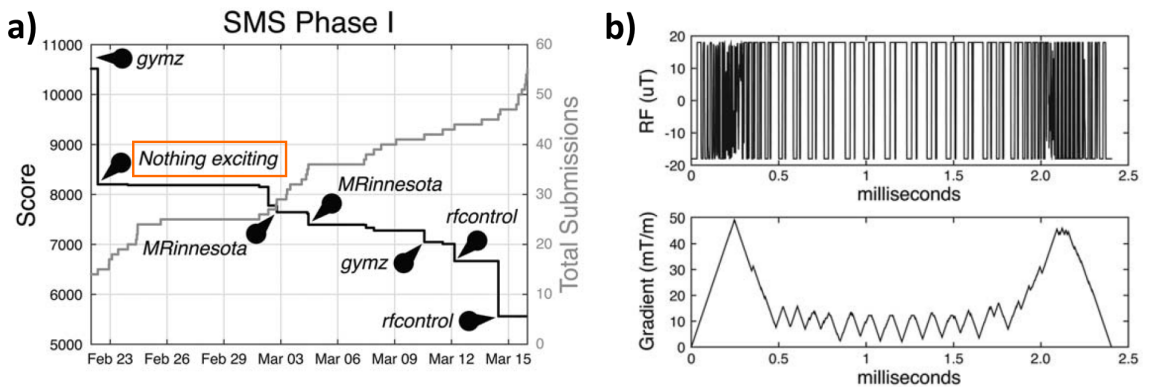 a)
SMS Phase I
Score
11000
10000
9000
8000
7000
6000
5000
gymz
Nothing exciting
MRinnesota
MRinnesota
rfcontrol
gymz
rfcontrol
60
50
40
30
20
10
0
Total Submissions
Feb 23 Feb 26 Feb 29 Mar 03 Mar 06 Mar 09 Mar 12 Mar 15
b)
RF (uT)
20
10
0
-10
-20
0 0.5 1 1.5 2.0 2.5
milliseconds
Gradient (mT/m)
50
40
30
20
10
0
0 0.5 1 1.5 2.0 2.5
milliseconds